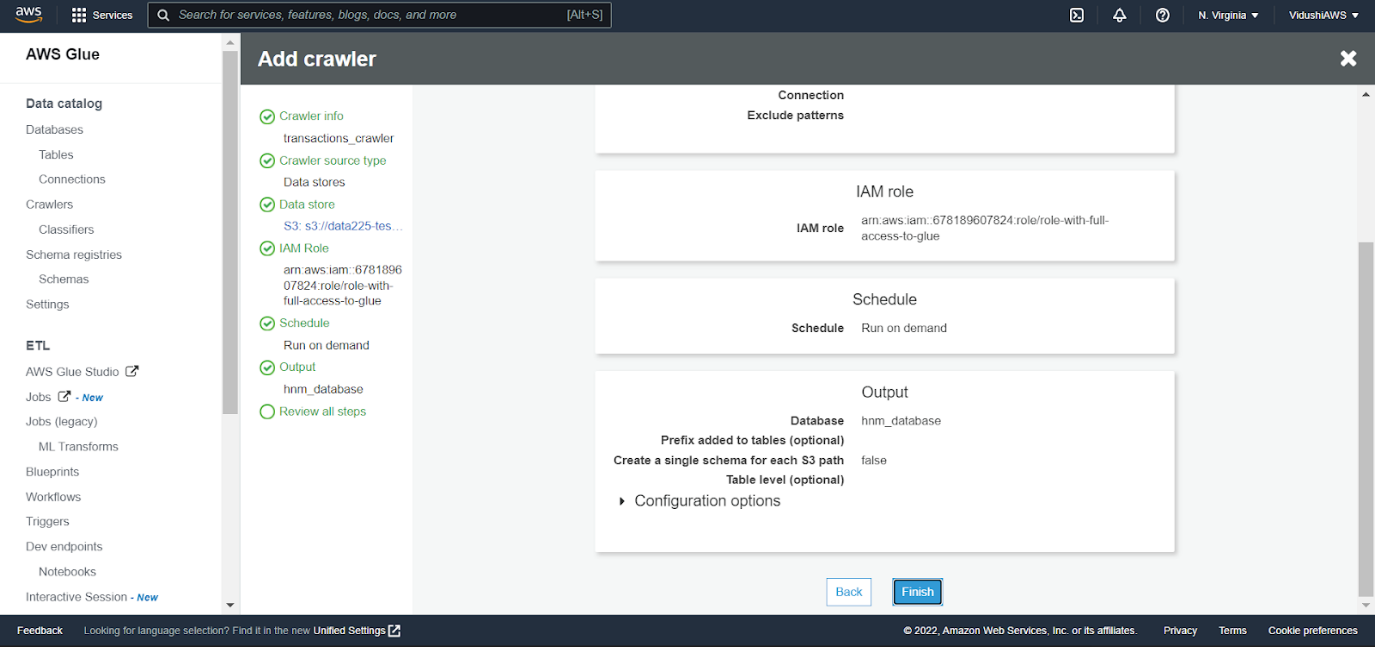 aws
Services
Search for services, features, blogs, docs, and more
[Alt+S]
N. Virginia
VidushiAWS
AWS Glue
Data catalog
Databases
Tables
Connections
Crawlers
Classifiers
Schema registries
Schemas
Settings
ETL
AWS Glue Studio
Jobs - New
Jobs (legacy)
ML Transforms
Blueprints
Workflows
Triggers
Dev endpoints
Notebooks
Interactive Session - New
Add crawler
Crawler info
transactions_crawler
Crawler source type
Data stores
Data store
S3: s3://data225-tes...
IAM Role
arn:aws:iam::6781896
07824:role/role-with-
full-access-to-glue
Schedule
Run on demand
Output
hnm_database
Review all steps
Connection
Exclude patterns
IAM role
IAM role arn:aws:iam::678189607824:role/role-with-full-
access-to-glue
Schedule
Schedule Run on demand
Output
Database hnm_database
Prefix added to tables (optional)
Create a single schema for each S3 path false
Table level (optional)
Configuration options
Back
Finish
Feedback
Looking for language selection? Find it in the new Unified Settings
© 2022, Amazon Web Services, Inc. or its affiliates.
Privacy
Terms
Cookie preferences